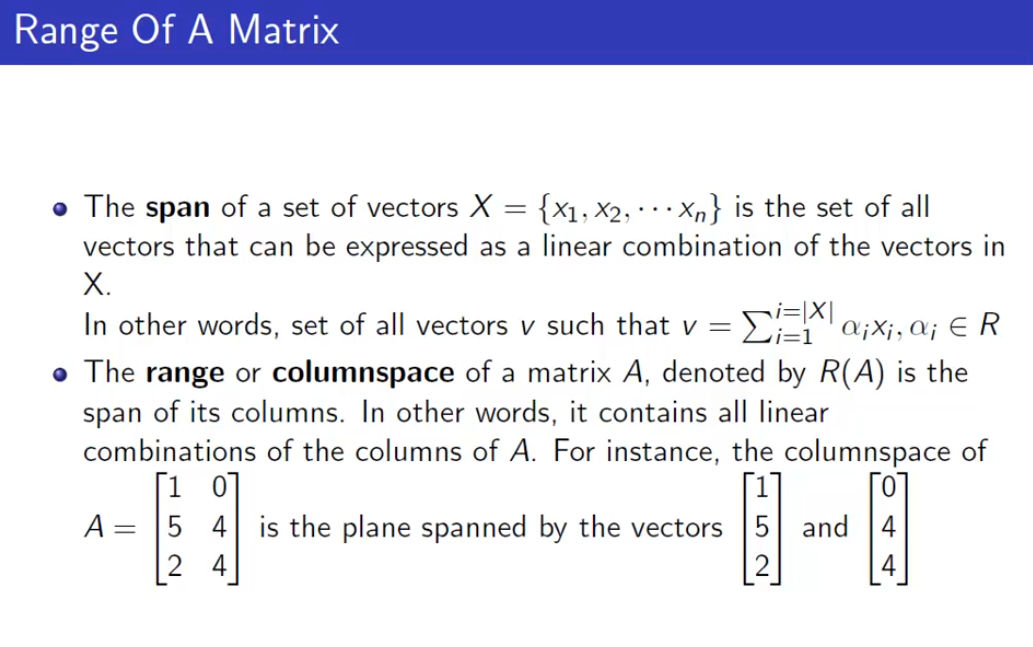 Range Of A Matrix
The span of a set of vectors X = {x₁, x₂, ⋯ xₙ} is the set of all
vectors that can be expressed as a linear combination of the vectors in
X.
In other words, set of all vectors v such that v = ∑_{i=1}^{i=|X|} αᵢxᵢ, αᵢ ∈ R
The range or columnspace of a matrix A, denoted by R(A) is the
span of its columns. In other words, it contains all linear
combinations of the columns of A. For instance, the columnspace of
A = [1 0; 5 4; 2 4] is the plane spanned by the vectors [1; 5; 2] and [0; 4; 4]